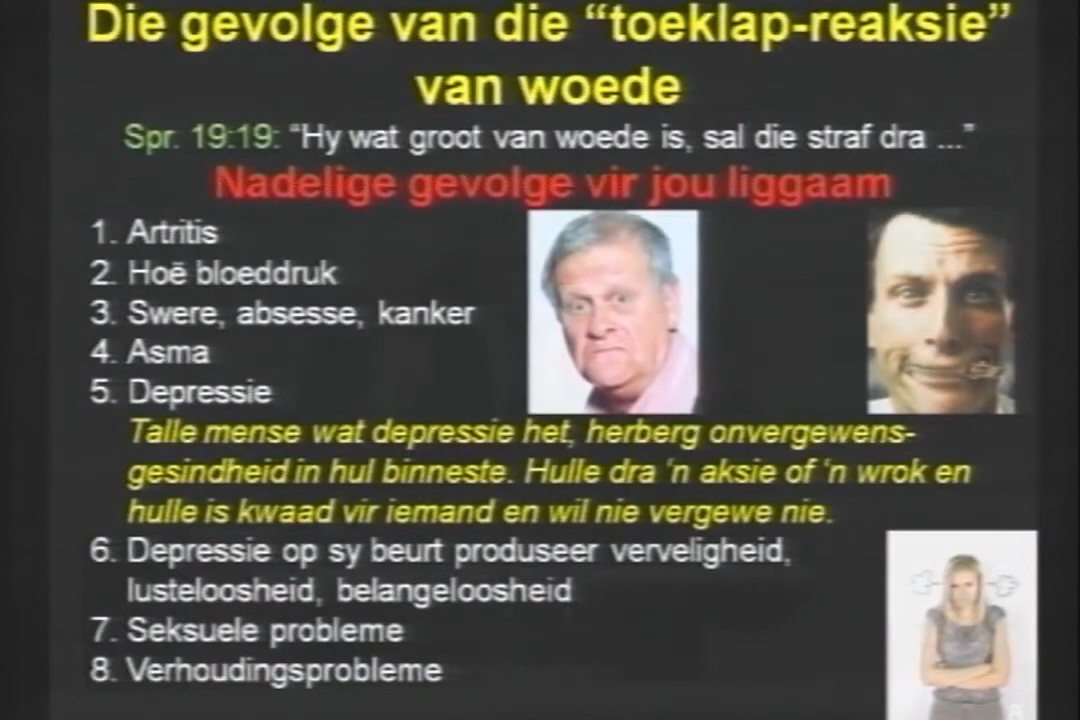 Die gevolge van die “toeklap-reaksie”
van woede
Spr. 19:19: “Hy wat groot van woede is, sal die straf dra ...”
Nadelige gevolge vir jou liggaam
1. Artritis
2. Hoë bloeddruk
3. Swere, absesse, kanker
4. Asma
5. Depressie
Talle mense wat depressie het, herberg onvergewens-
gesindheid in hul binneste. Hulle dra 'n aksie of 'n wrok en
hulle is kwaad vir iemand en wil nie vergewe nie.
6. Depressie op sy beurt produseer verveligheid,
lusteloosheid, belangeloosheid
7. Seksuele probleme
8. Verhoudingsprobleme